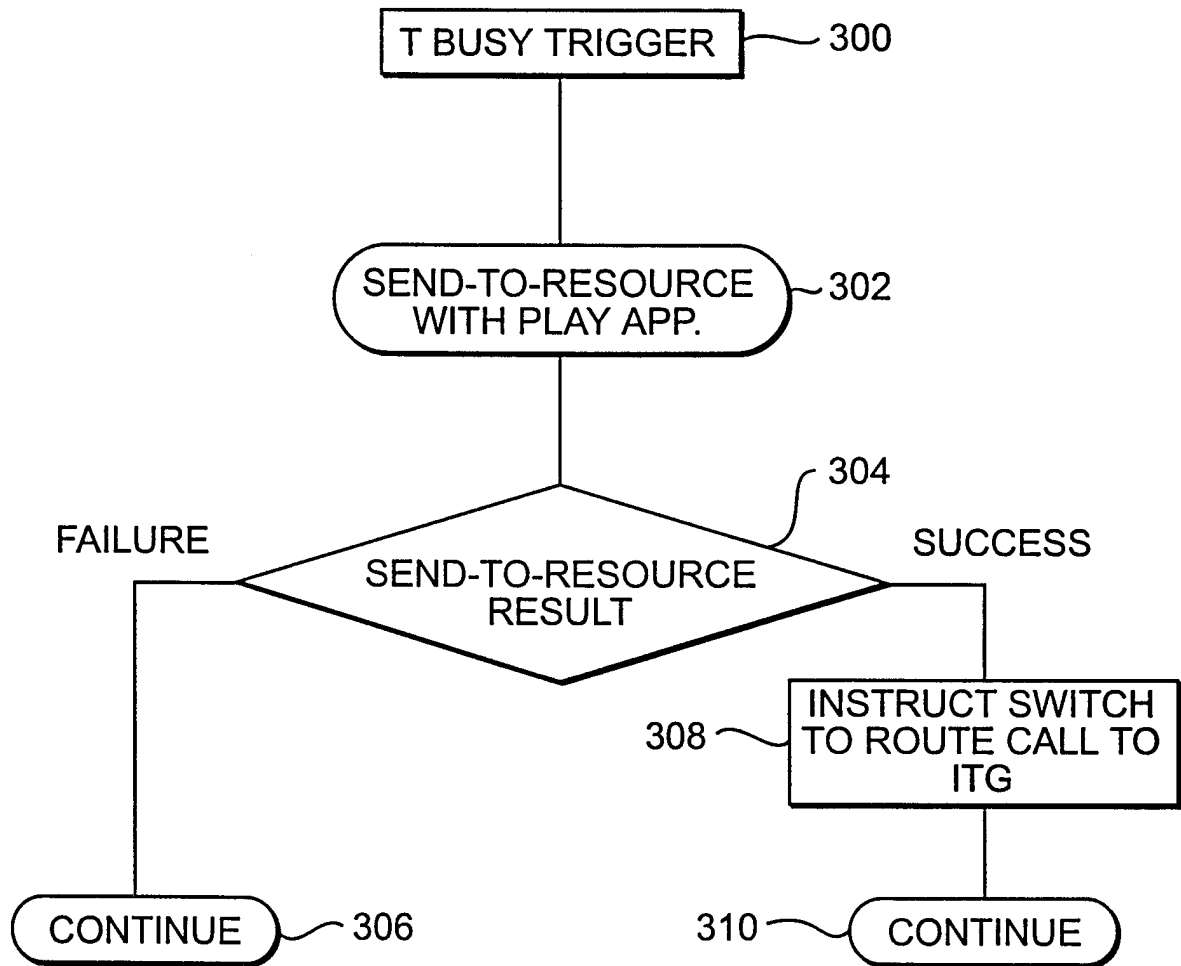 T BUSY TRIGGER
300
SEND-TO-RESOURCE
WITH PLAY APP.
302
304
FAILURE
SUCCESS
SEND-TO-RESOURCE
RESULT
INSTRUCT SWITCH
TO ROUTE CALL TO
ITG
308
CONTINUE
306
310
CONTINUE